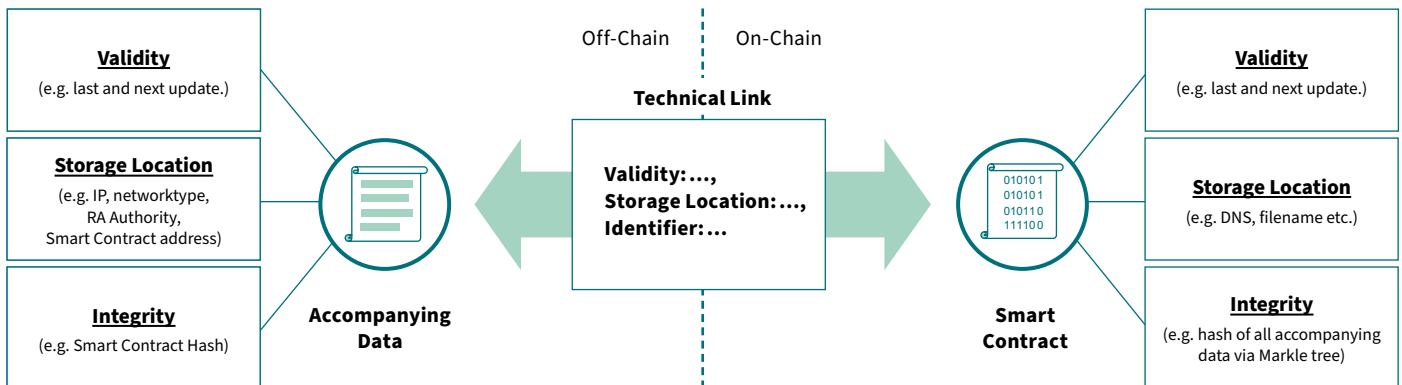 Off-Chain
On-Chain
Validity
(e.g. last and next update.)
Storage Location
(e.g. IP, networktype,
RA Authority,
Smart Contract address)
Integrity
(e.g. Smart Contract Hash)
Accompanying
Data
Technical Link
Validity: ...,
Storage Location: ...,
Identifier: ...
010101
010101
010110
111100
Smart
Contract
Validity
(e.g. last and next update.)
Storage Location
(e.g. DNS, filename etc.)
Integrity
(e.g. hash of all accompanying
data via Markle tree)